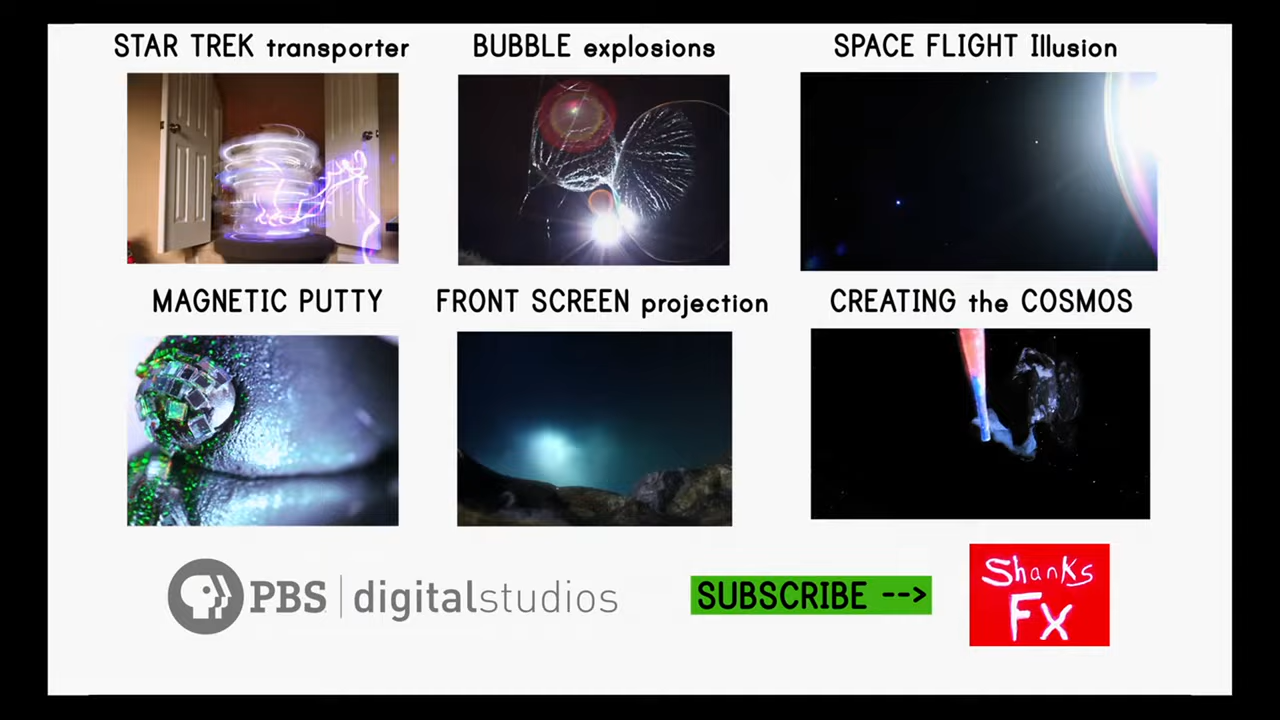 STAR TREK transporter
BUBBLE explosions
SPACE FLIGHT Illusion
MAGNETIC PUTTY
FRONT SCREEN projection
CREATING the COSMOS
PBS digitalstudios
SUBSCRIBE -->
Shanks
FX